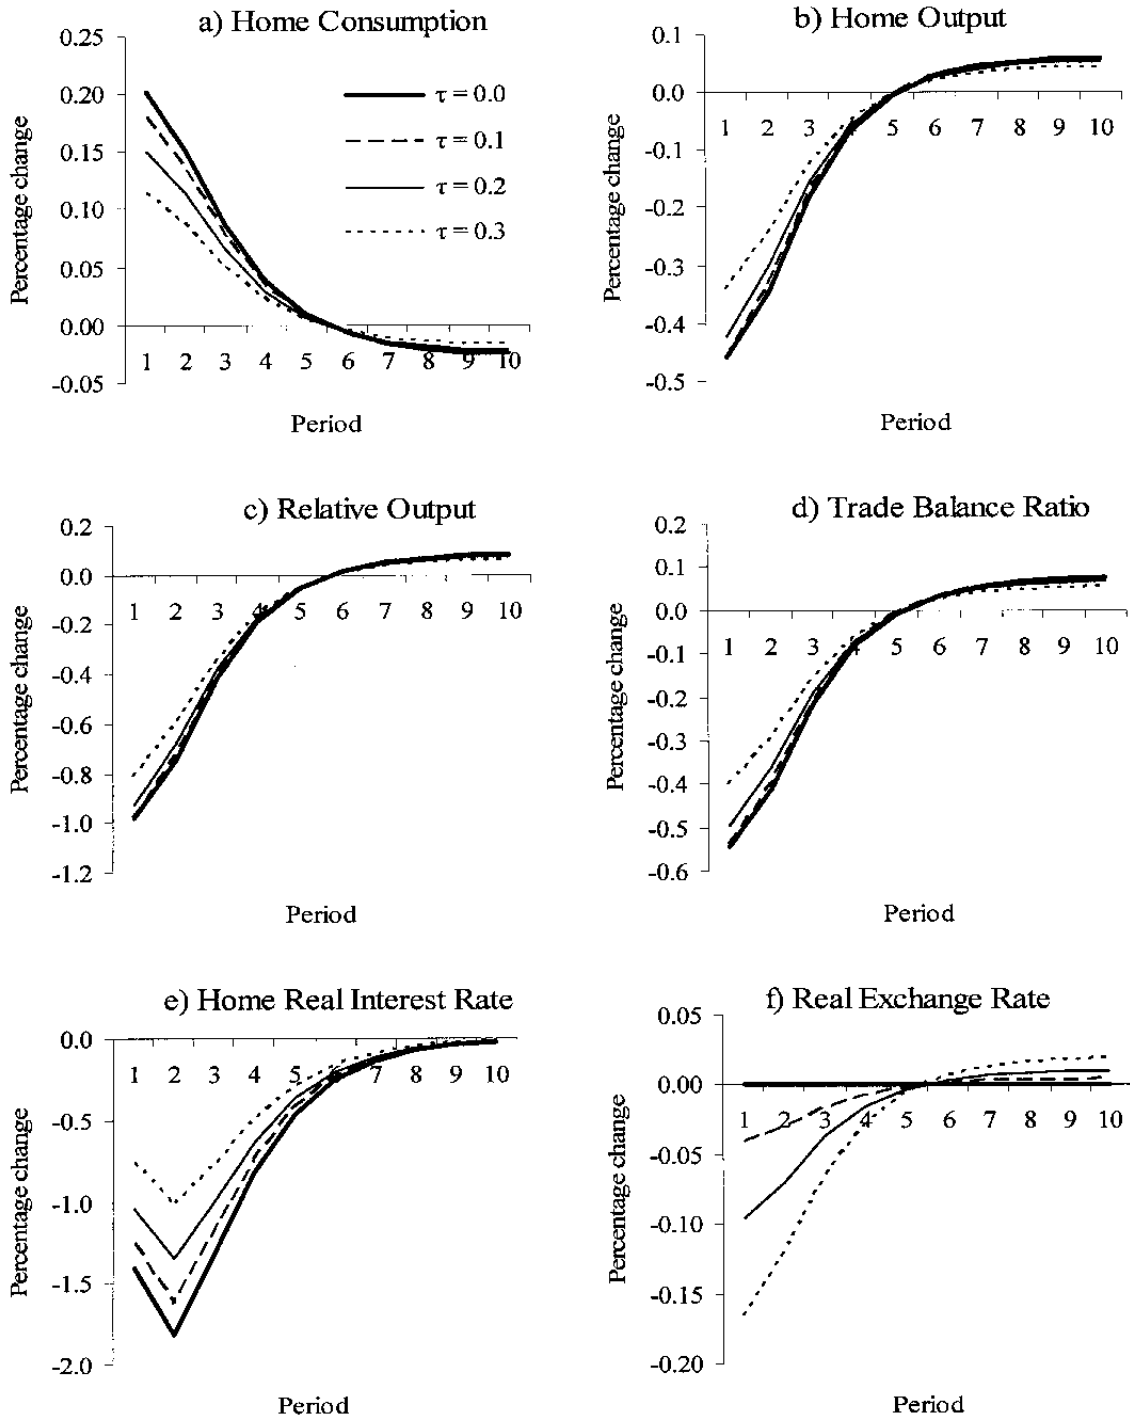 a) Home Consumption
0.25
0.20
0.15
0.10
0.05
0.00
-0.05
Percentage change
τ = 0.0
τ = 0.1
τ = 0.2
τ = 0.3
1 2 3 4 5 6 7 8 9 10
Period
b) Home Output
0.1
0.0
-0.1
-0.2
-0.3
-0.4
-0.5
Percentage change
1 2 3 4 5 6 7 8 9 10
Period
c) Relative Output
0.2
0.0
-0.2
-0.4
-0.6
-0.8
-1.0
-1.2
Percentage change
1 2 3 4 5 6 7 8 9 10
Period
d) Trade Balance Ratio
0.2
0.1
0.0
-0.1
-0.2
-0.3
-0.4
-0.5
-0.6
Percentage change
1 2 3 4 5 6 7 8 9 10
Period
e) Home Real Interest Rate
0.0
-0.5
-1.0
-1.5
-2.0
Percentage change
1 2 3 4 5 6 7 8 9 10
Period
f) Real Exchange Rate
0.05
0.00
-0.05
-0.10
-0.15
-0.20
Percentage change
1 2 3 4 5 6 7 8 9 10
Period